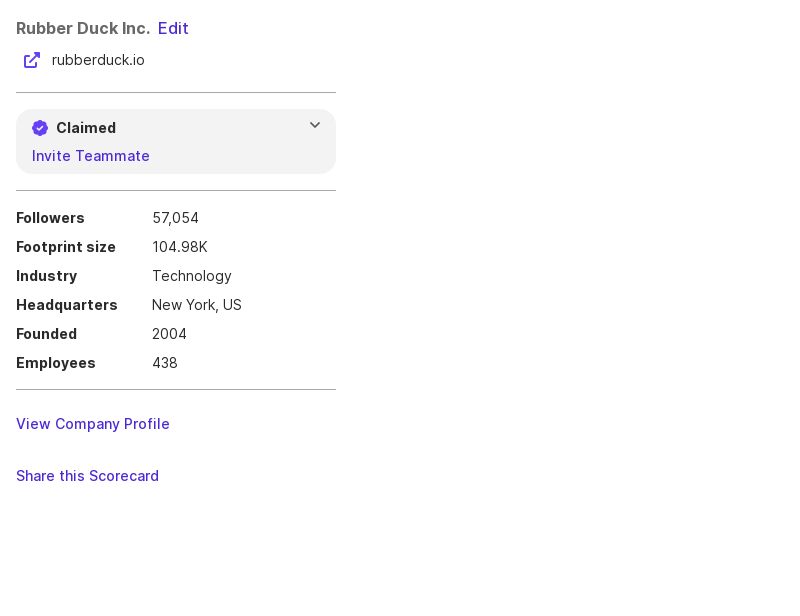 Rubber Duck Inc. Edit
rubberduck.io
Claimed
Invite Teammate
Followers 57,054
Footprint size 104.98K
Industry Technology
Headquarters New York, US
Founded 2004
Employees 438
View Company Profile
Share this Scorecard